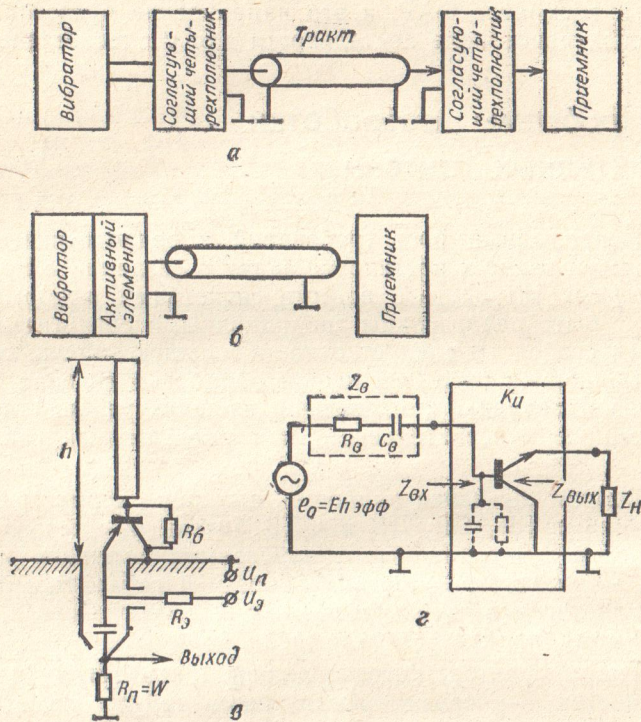 Вибратор
Согласую-
щий четы-
рехполюсник
Тракт
Согласую-
щий четы-
рехполюсник
Приемник
а
Вибратор
Активный
элемент
Приемник
б
h
Rб
Uп
Uэ
Rэ
Выход
Rп=W
в
Zв
Rв Cв
e0=Ehэфф
Zвх
Ku
Zвых
Zн
г